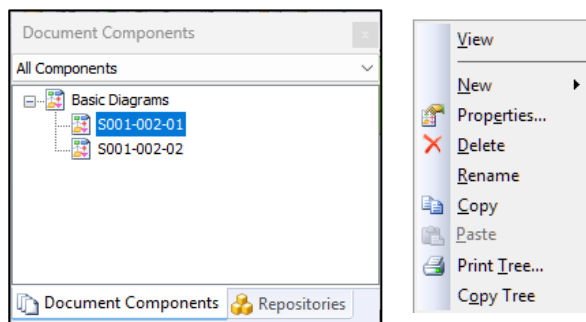 Document Components
x
All Components
Basic Diagrams
S001-002-01
S001-002-02
Document Components
Repositories
View
New
Properties...
Delete
Rename
Copy
Paste
Print Tree...
Copy Tree